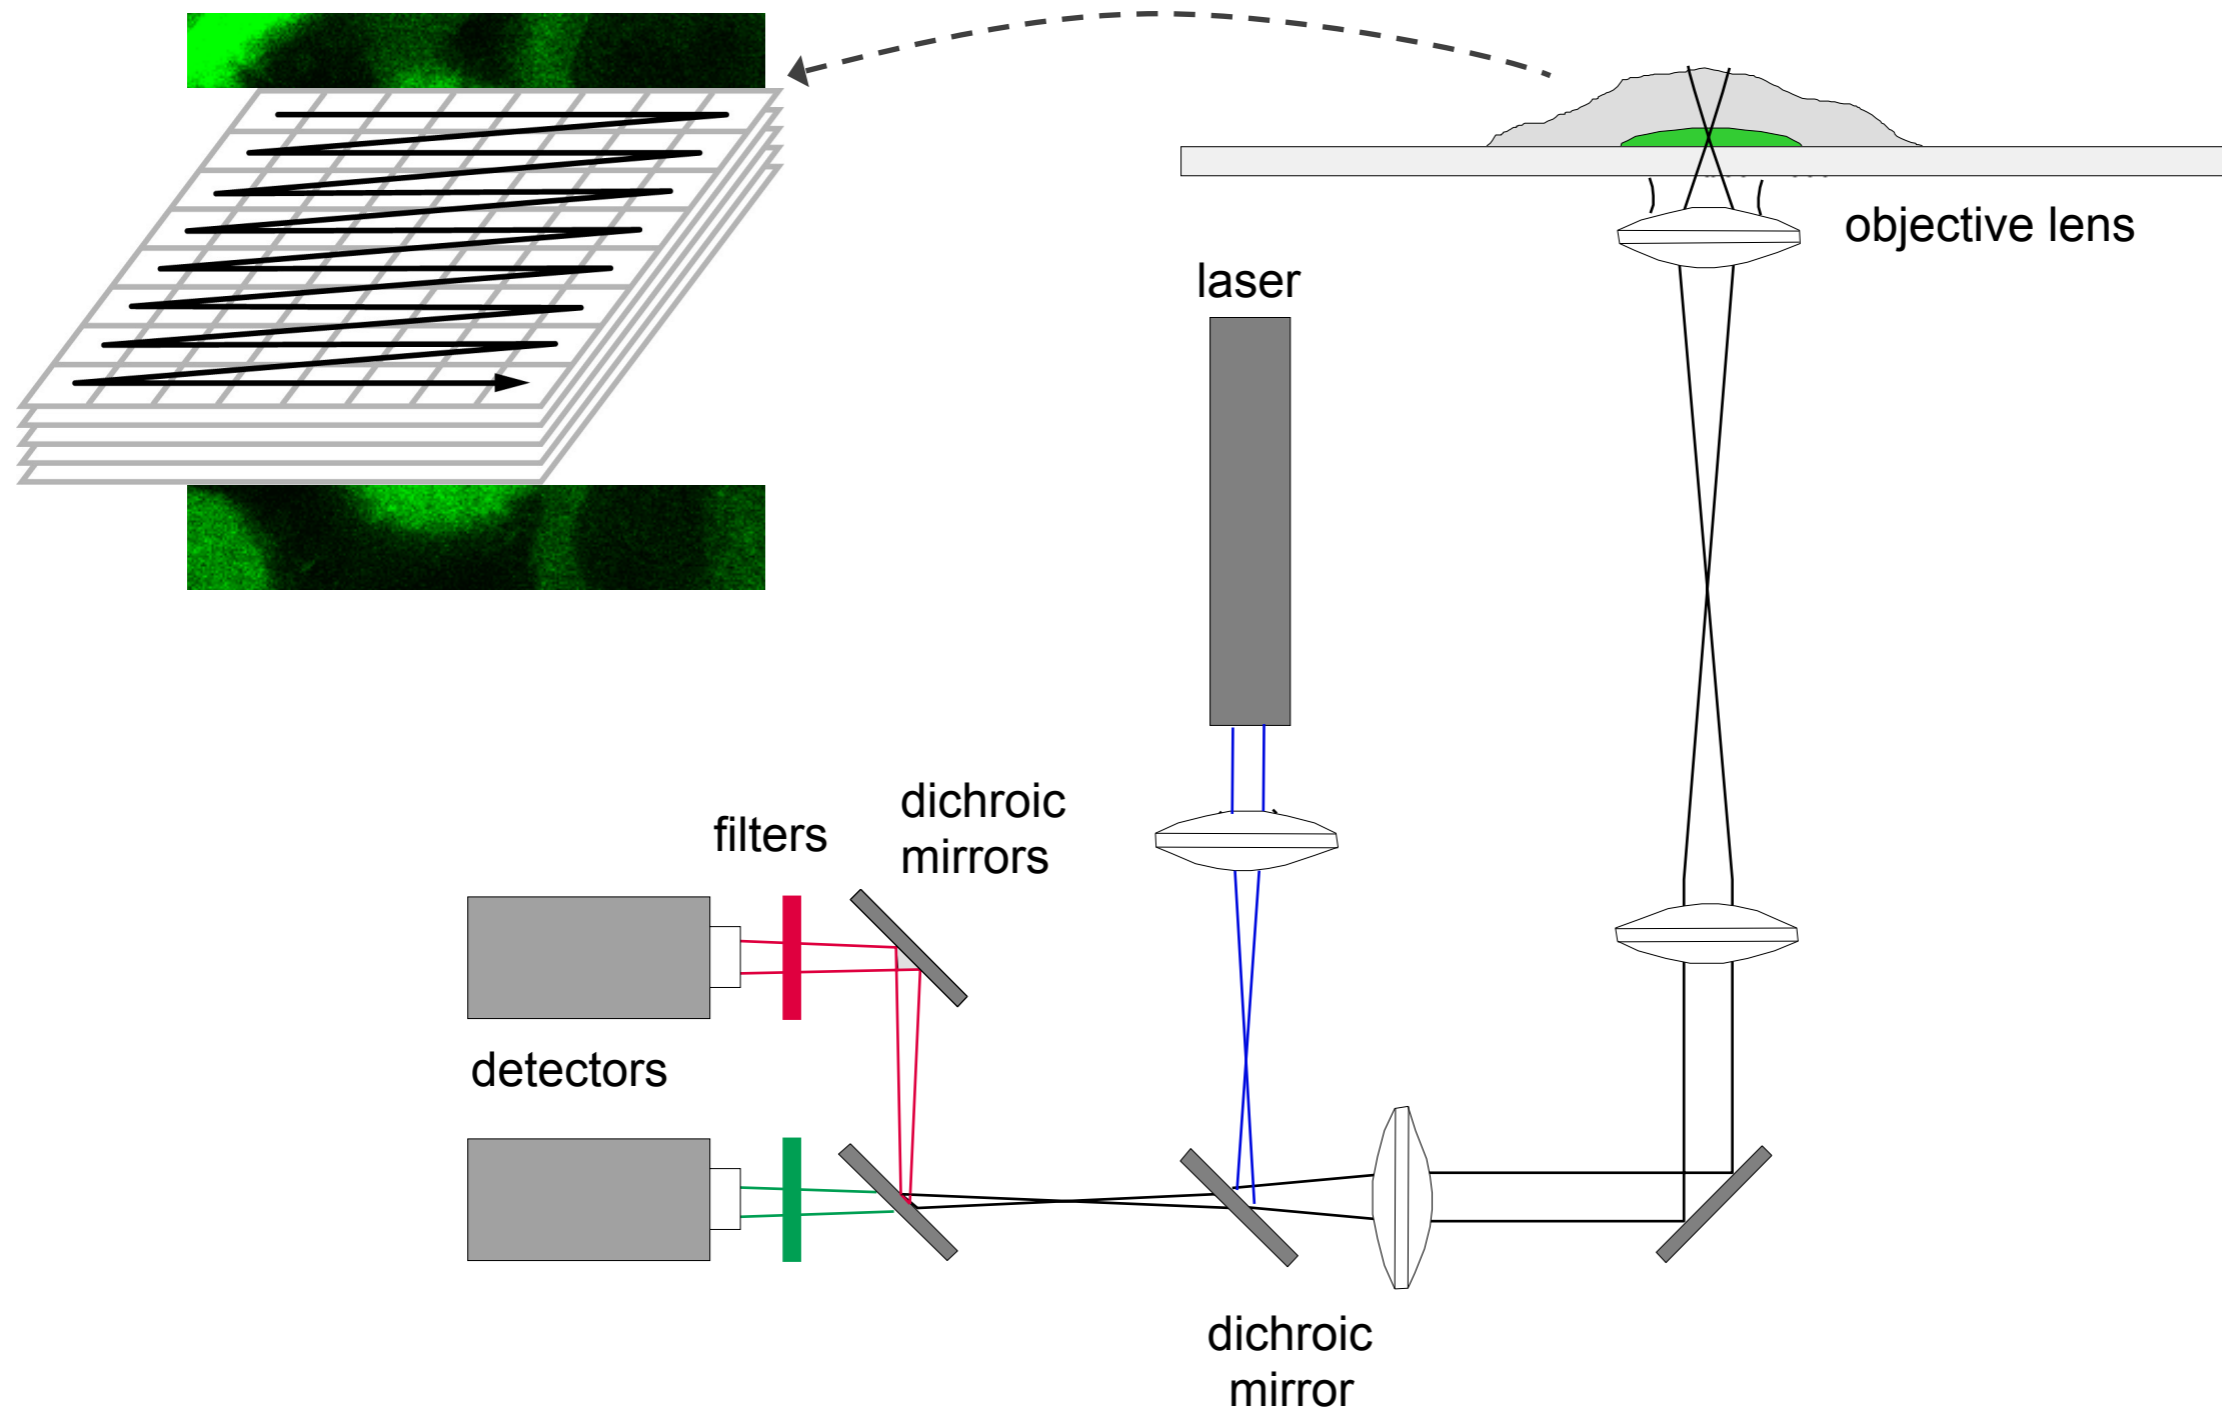 objective lens
laser
dichroic
mirrors
filters
detectors
dichroic
mirror